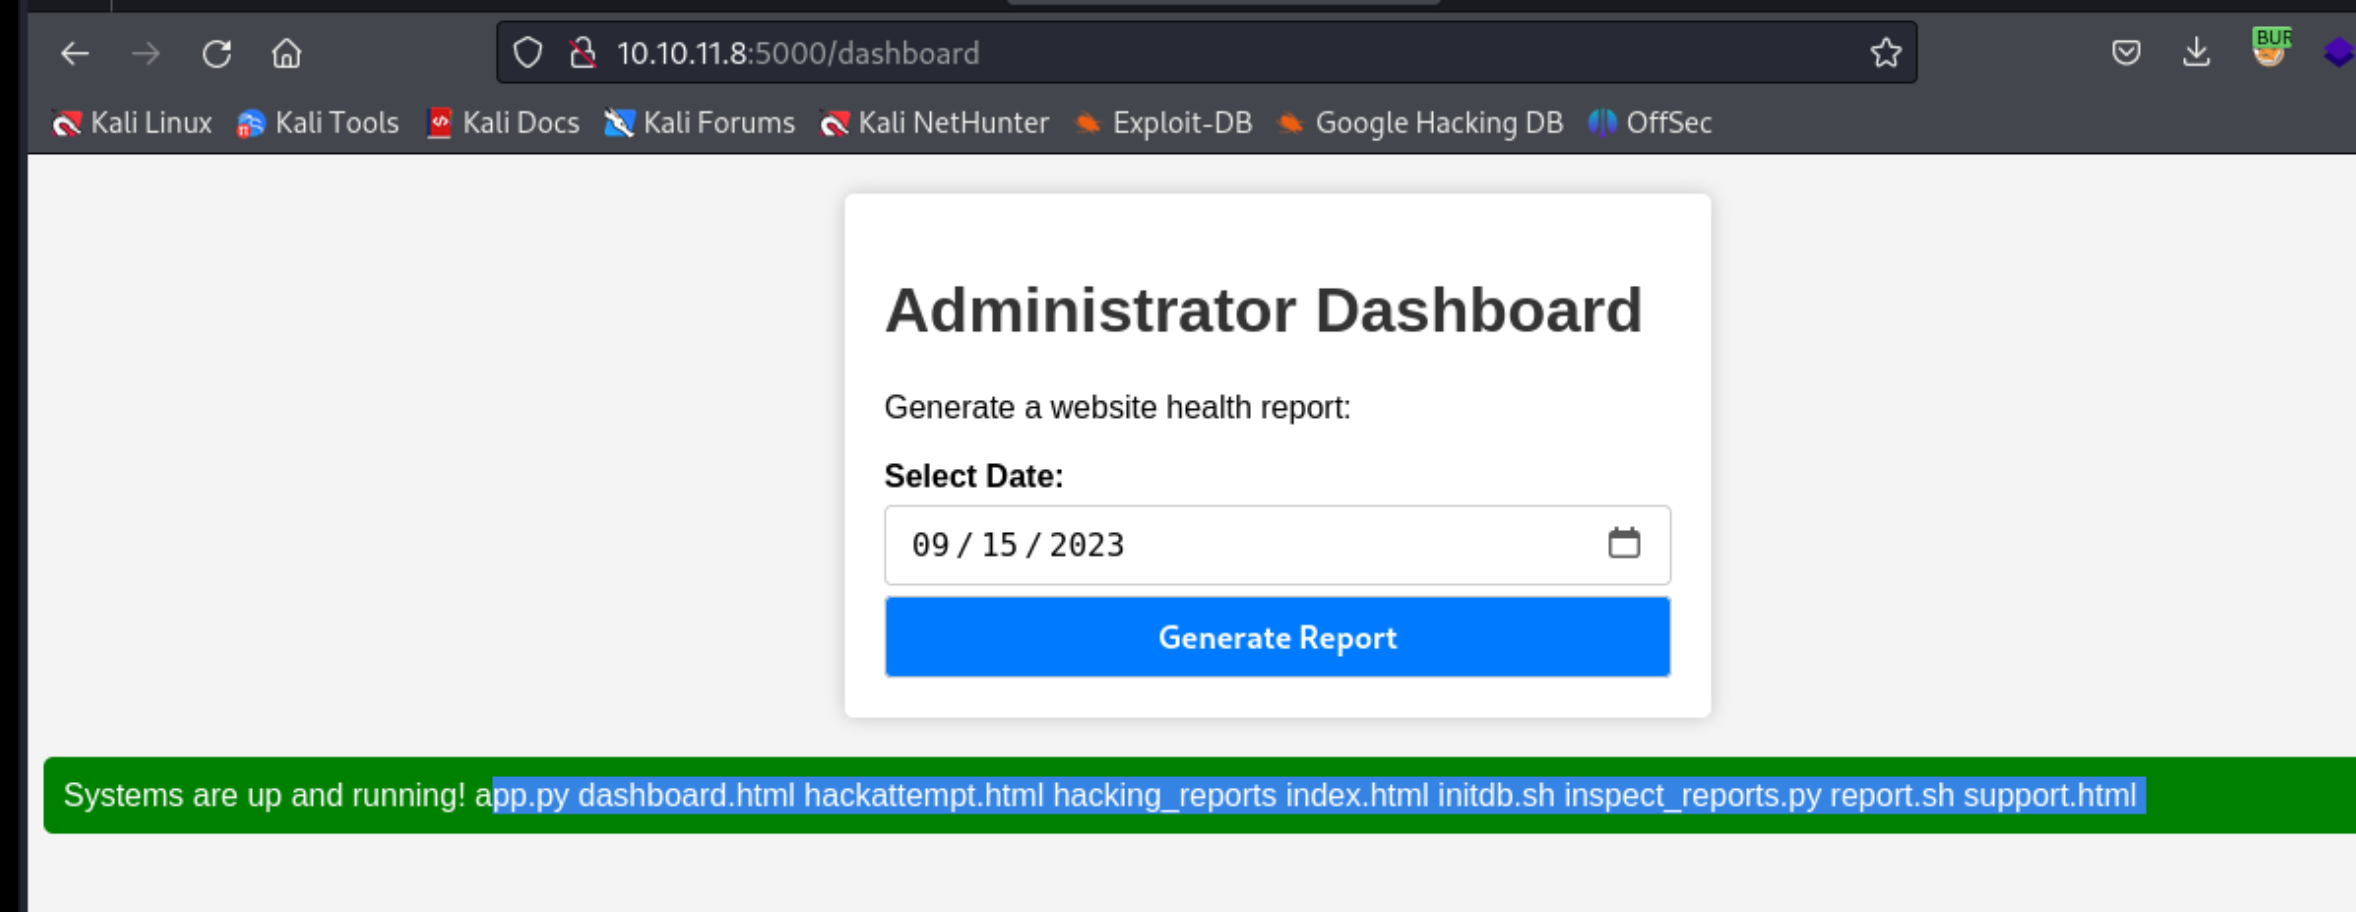 10.10.11.8:5000/dashboard
BUR
Kali Linux Kali Tools Kali Docs Kali Forums Kali NetHunter Exploit-DB Google Hacking DB OffSec
Administrator Dashboard
Generate a website health report:
Select Date:
09/15/2023
Generate Report
Systems are up and running! app.py dashboard.html hackattempt.html hacking_reports index.html initdb.sh inspect_reports.py report.sh support.html